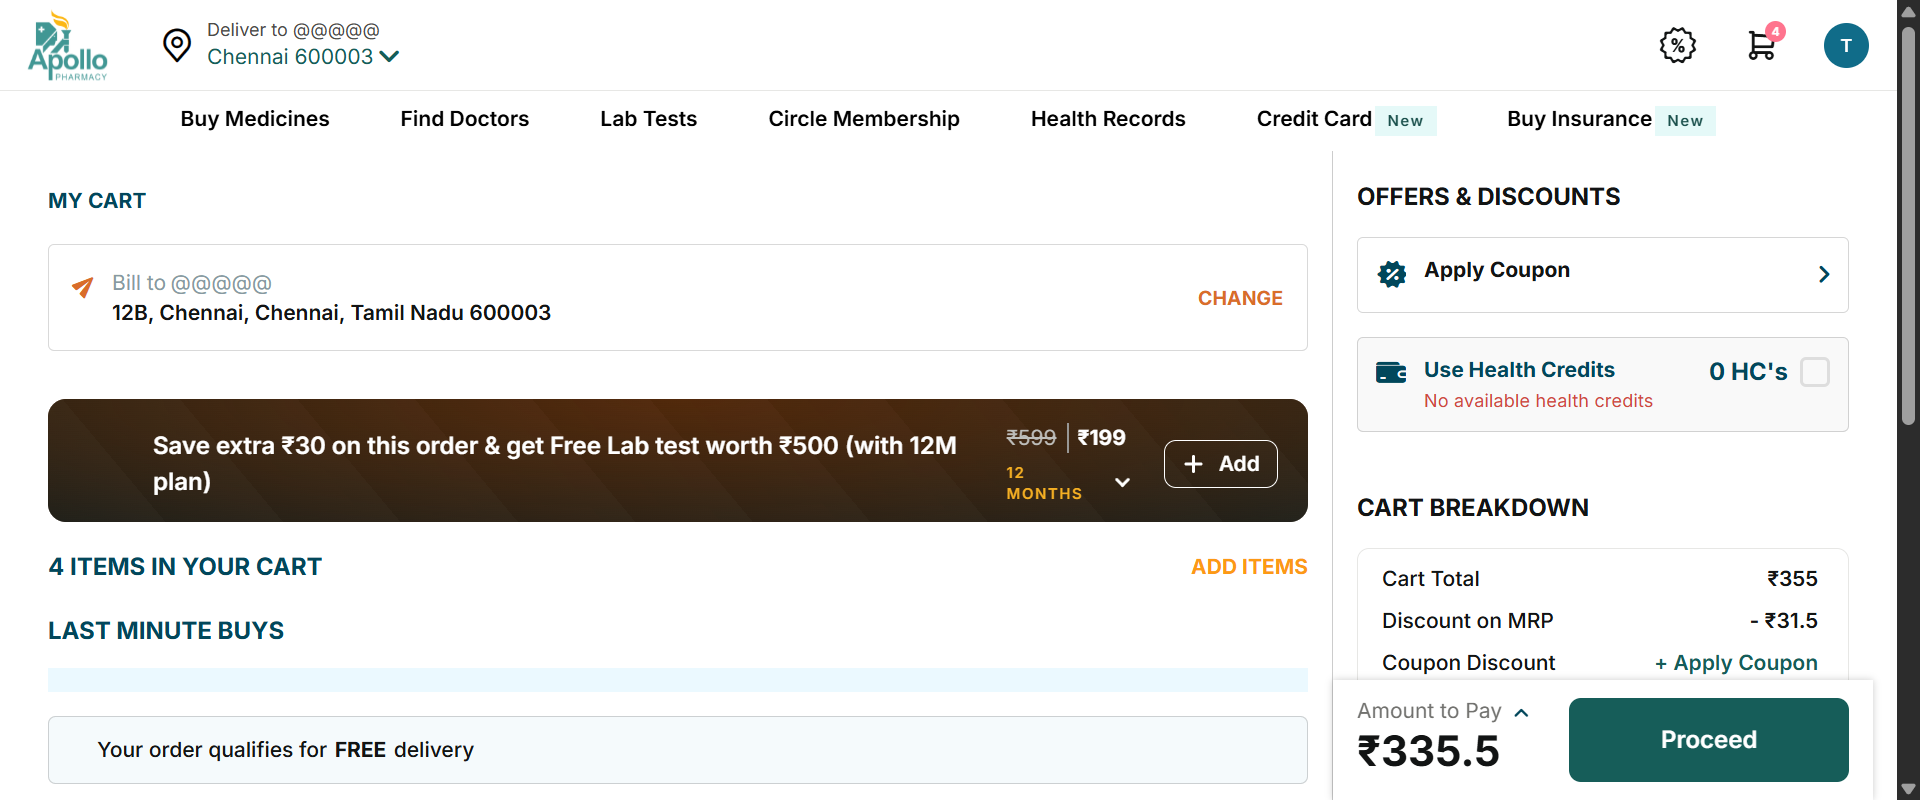 Apollo
PHARMACY
Deliver to @@@@@
Chennai 600003
%
4
T
Buy Medicines
Find Doctors
Lab Tests
Circle Membership
Health Records
Credit Card New
Buy Insurance New
MY CART
Bill to @@@@@
12B, Chennai, Chennai, Tamil Nadu 600003
CHANGE
Save extra ₹30 on this order & get Free Lab test worth ₹500 (with 12M
plan)
₹599 ₹199
12
MONTHS
+ Add
4 ITEMS IN YOUR CART
ADD ITEMS
LAST MINUTE BUYS
Your order qualifies for FREE delivery
OFFERS & DISCOUNTS
Apply Coupon
Use Health Credits
0 HC's
No available health credits
CART BREAKDOWN
Cart Total ₹355
Discount on MRP - ₹31.5
Coupon Discount + Apply Coupon
Amount to Pay
₹335.5
Proceed